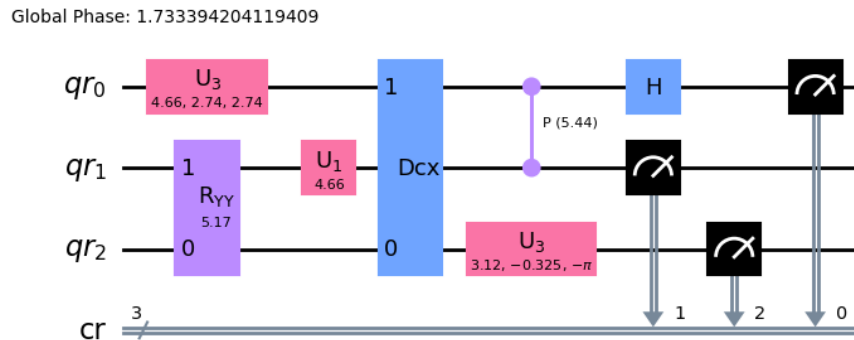 Global Phase: 1.733394204119409
qr0 U3 1 H
4.66, 2.74, 2.74
P (5.44)
qr1 1 U1 Dcx
RYY 4.66
5.17
qr2 0 0 U3
3.12, −0.325, −π
3 1 2 0
cr